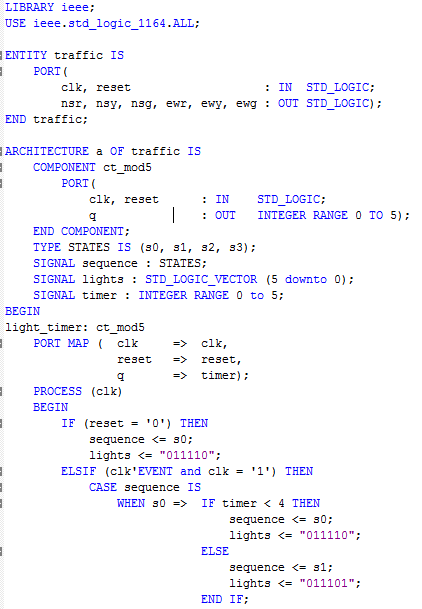 LIBRARY ieee;
USE ieee.std_logic_1164.ALL;
ENTITY traffic IS
PORT(
clk, reset : IN STD_LOGIC;
nsr, nsy, nsg, ewr, ewy, ewg : OUT STD_LOGIC);
END traffic;
ARCHITECTURE a OF traffic IS
COMPONENT ct_mod5
PORT(
clk, reset : IN STD_LOGIC;
q : OUT INTEGER RANGE 0 TO 5);
END COMPONENT;
TYPE STATES IS (s0, s1, s2, s3);
SIGNAL sequence : STATES;
SIGNAL lights : STD_LOGIC_VECTOR (5 downto 0);
SIGNAL timer : INTEGER RANGE 0 to 5;
BEGIN
light_timer: ct_mod5
PORT MAP ( clk => clk,
reset => reset,
q => timer);
PROCESS (clk)
BEGIN
IF (reset = '0') THEN
sequence <= s0;
lights <= "011110";
ELSIF (clk'EVENT and clk = '1') THEN
CASE sequence IS
WHEN s0 => IF timer < 4 THEN
sequence <= s0;
lights <= "011110";
ELSE
sequence <= s1;
lights <= "011101";
END IF;